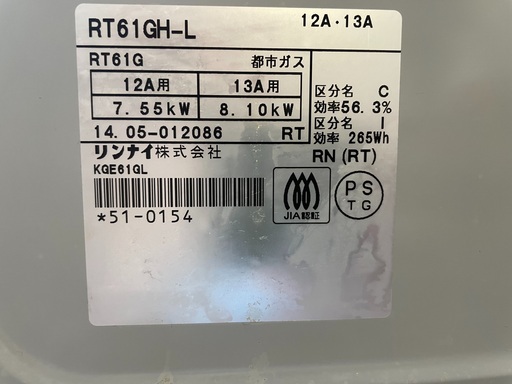 RT61GH-L 12A・13A
RT61G 都市ガス
12A用 13A用
7.55kW 8.10kW
区分名 C
効率56.3%
区分名 I
効率 265Wh
14.05-012086 RT
リンナイ株式会社
RN (RT)
KGE61GL
JIA認証
PS
TG
*51-0154